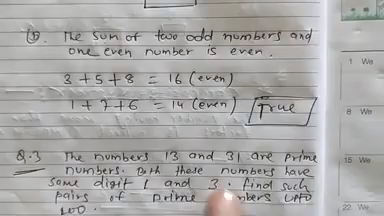 (b) The sum of two odd numbers and
one even number is even.
3 + 5 + 8 = 16 (even)
1 + 7 + 6 = 14 (even) True
Q.3 The numbers 13 and 31 are prime
numbers. Both these numbers have
same digit 1 and 3. find such
pairs of prime numbers upto
100.
1 We
8 We
15 We
22 We